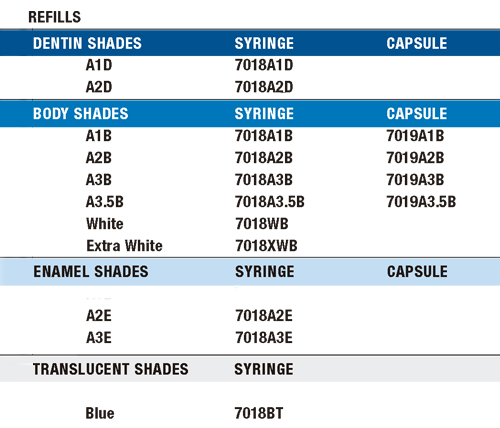 REFILLS
DENTIN SHADES SYRINGE CAPSULE
A1D 7018A1D
A2D 7018A2D
BODY SHADES SYRINGE CAPSULE
A1B 7018A1B 7019A1B
A2B 7018A2B 7019A2B
A3B 7018A3B 7019A3B
A3.5B 7018A3.5B 7019A3.5B
White 7018WB
Extra White 7018XWB
ENAMEL SHADES SYRINGE CAPSULE
A2E 7018A2E
A3E 7018A3E
TRANSLUCENT SHADES SYRINGE
Blue 7018BT